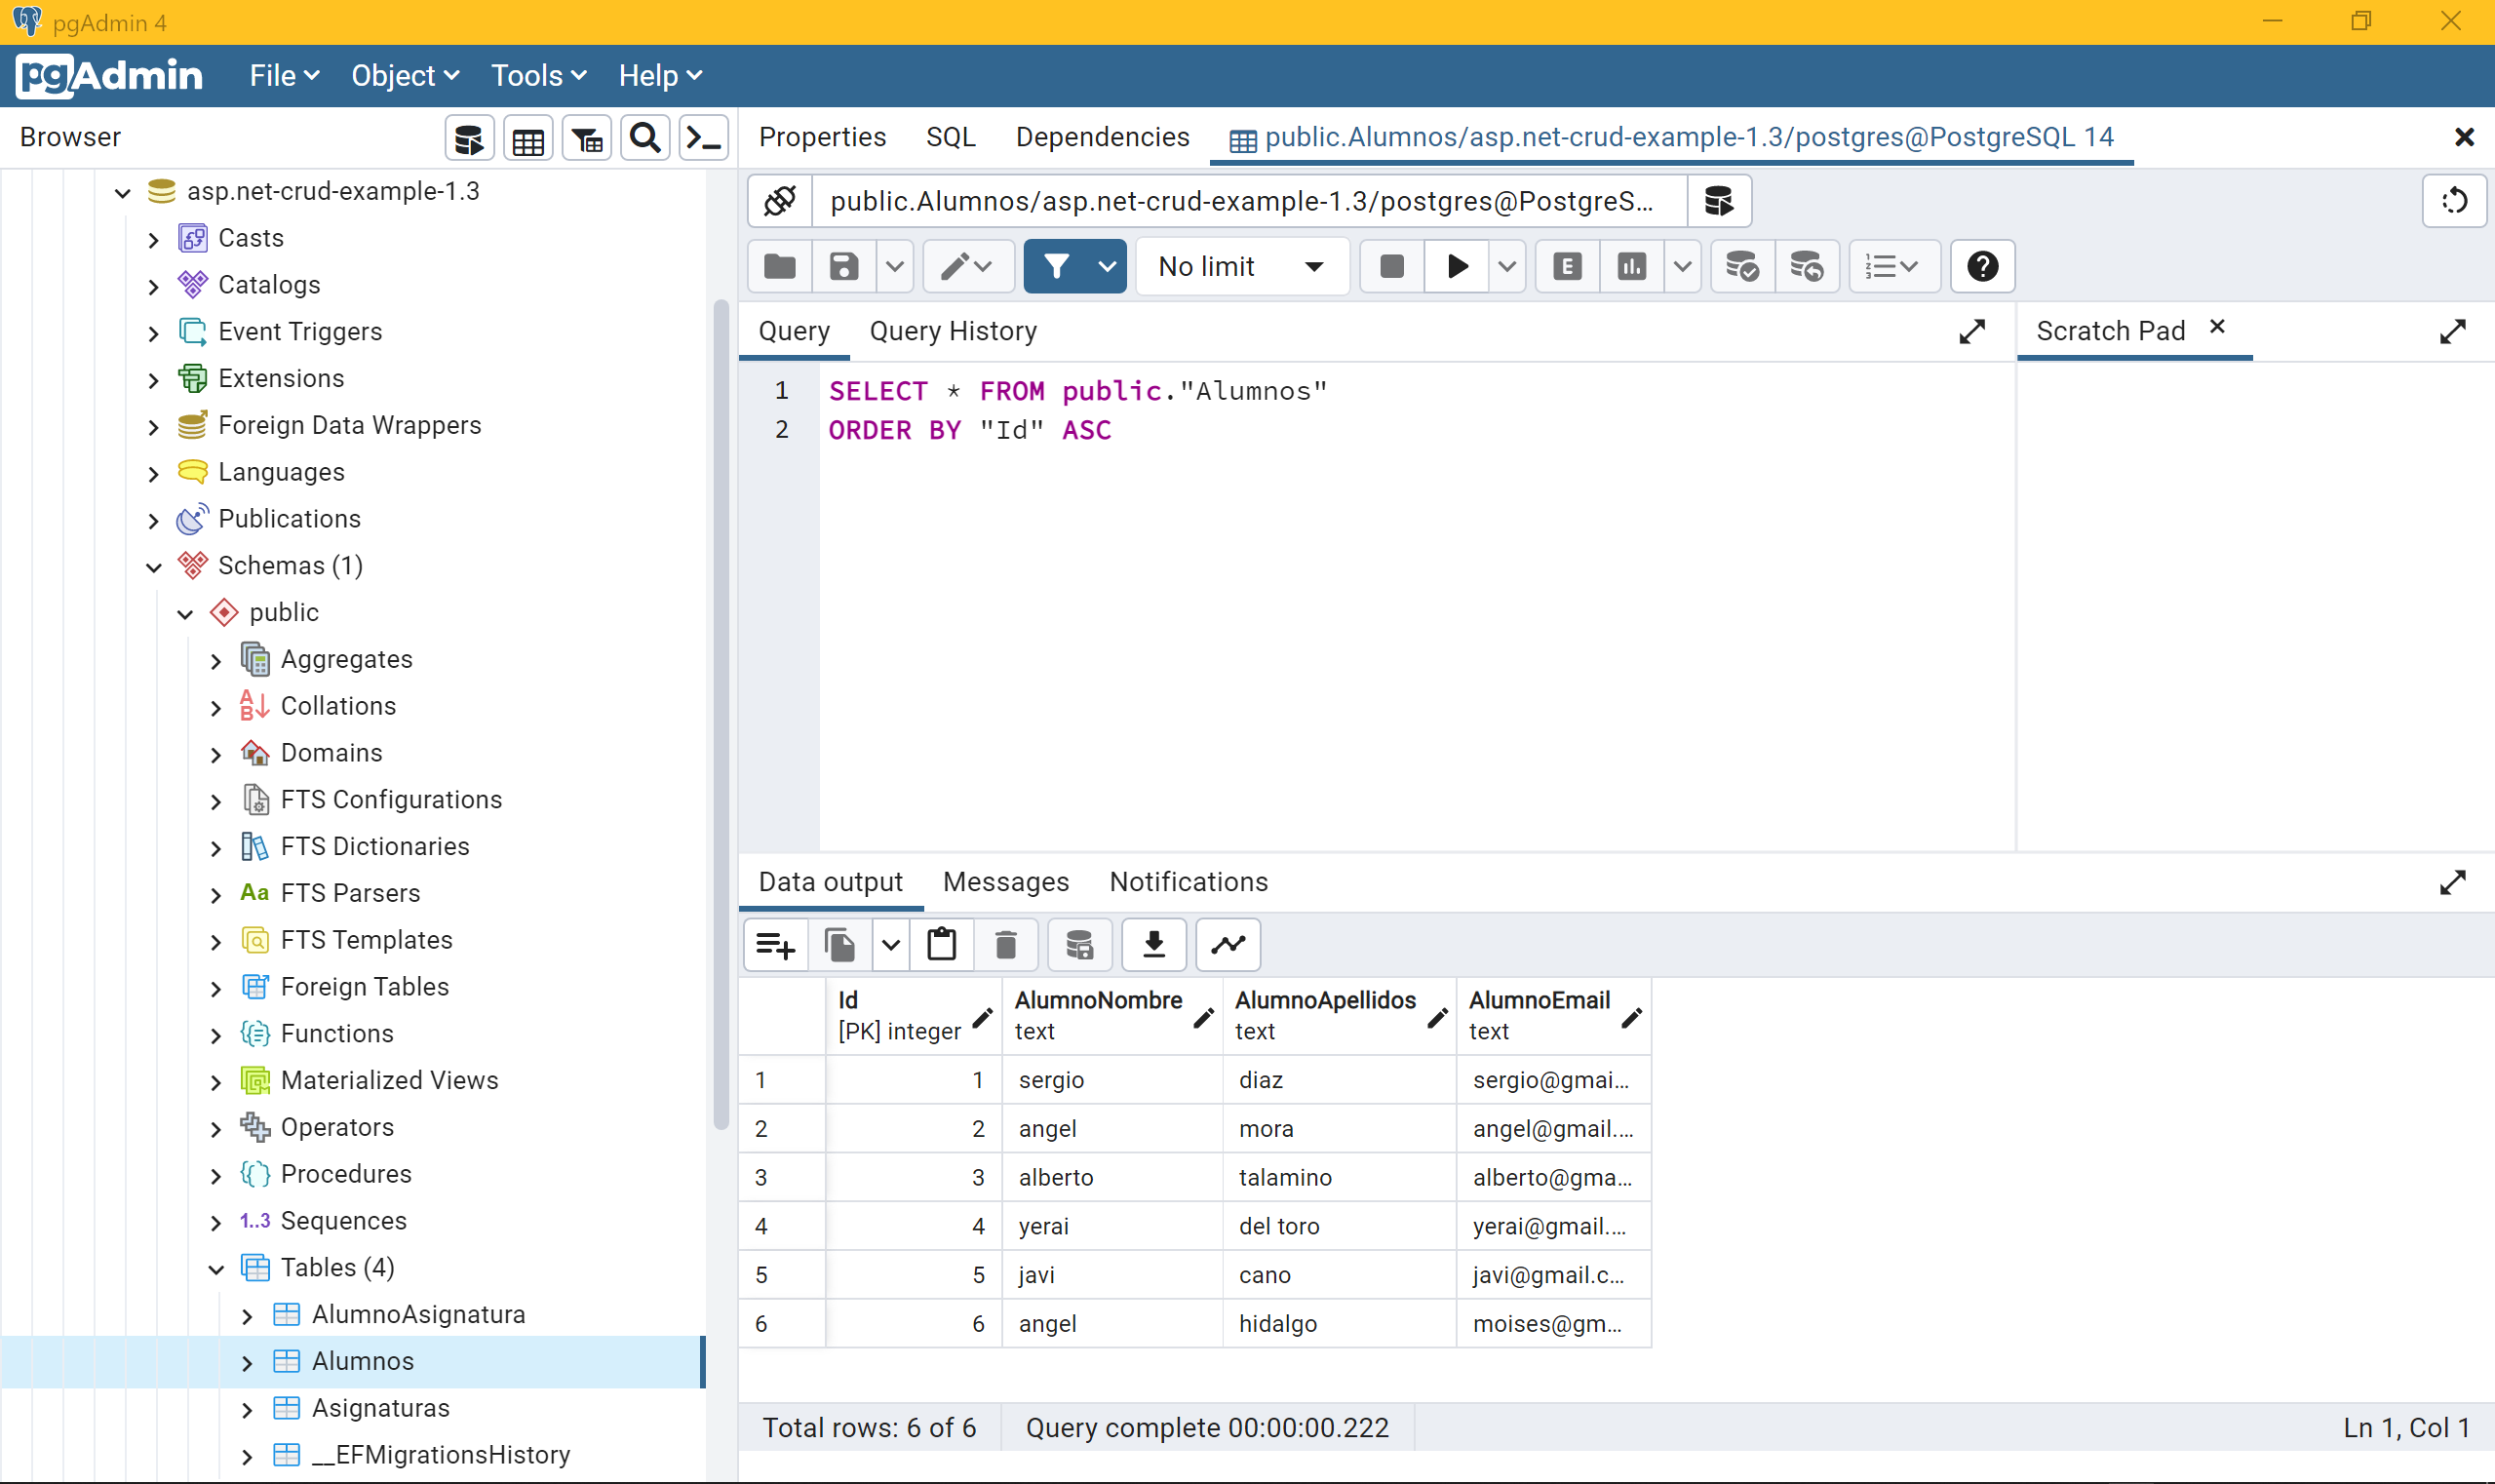 pgAdmin 4
pgAdmin File Object Tools Help
Browser
Properties SQL Dependencies public.Alumnos/asp.net-crud-example-1.3/postgres@PostgreSQL 14
asp.net-crud-example-1.3
Casts
Catalogs
Event Triggers
Extensions
Foreign Data Wrappers
Languages
Publications
Schemas (1)
public
Aggregates
Collations
Domains
FTS Configurations
FTS Dictionaries
Aa FTS Parsers
FTS Templates
Foreign Tables
Functions
Materialized Views
Operators
Procedures
1..3 Sequences
Tables (4)
AlumnoAsignatura
Alumnos
Asignaturas
__EFMigrationsHistory
public.Alumnos/asp.net-crud-example-1.3/postgres@PostgreS...
No limit E
Query Query History
Scratch Pad
1 SELECT * FROM public."Alumnos"
2 ORDER BY "Id" ASC
Data output Messages Notifications
Id AlumnoNombre AlumnoApellidos AlumnoEmail
[PK] integer text text text
1 1 sergio diaz sergio@gmai...
2 2 angel mora angel@gmail....
3 3 alberto talamino alberto@gma...
4 4 yerai del toro yerai@gmail....
5 5 javi cano javi@gmail.c...
6 6 angel hidalgo moises@gm...
Total rows: 6 of 6 Query complete 00:00:00.222 Ln 1, Col 1